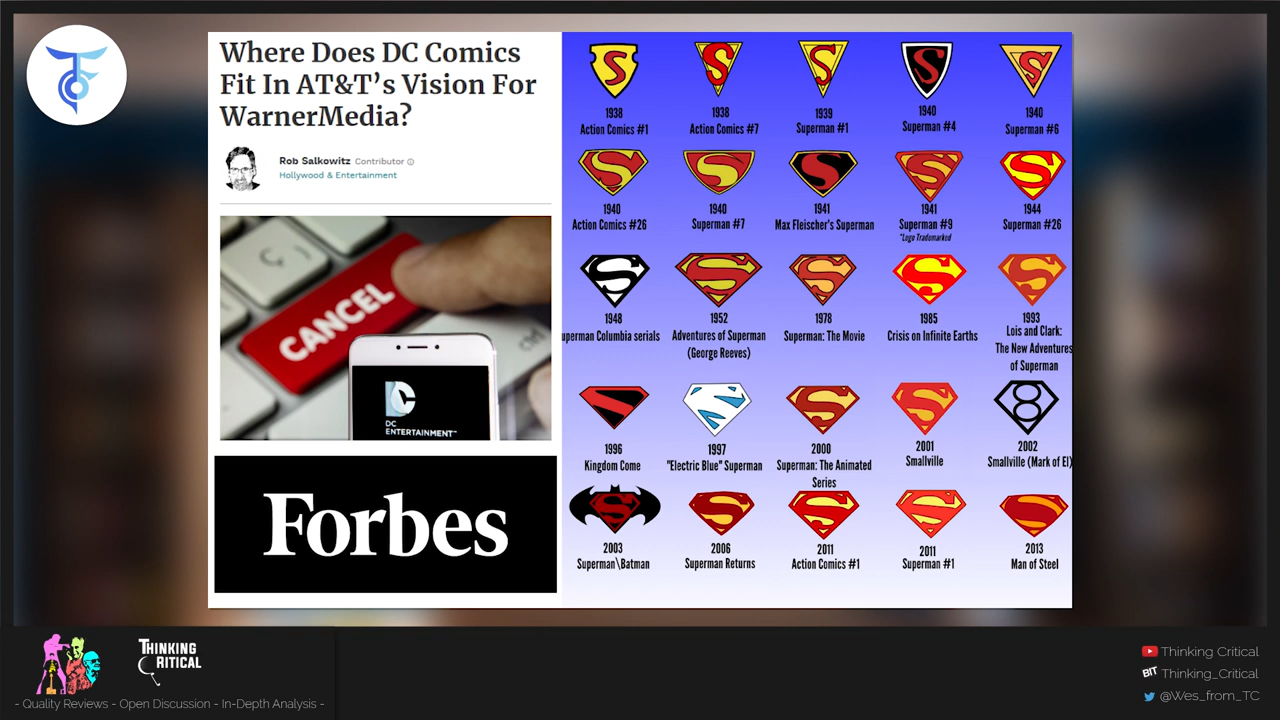 Where Does DC Comics
Fit In AT&T’s Vision For
WarnerMedia?
Rob Salkowitz Contributor
Hollywood & Entertainment
CANCEL
ctrl
DC
ENTERTAINMENT™
Forbes
1938
Action Comics #1
1938
Action Comics #7
1939
Superman #1
1940
Superman #4
1940
Superman #6
1940
Action Comics #26
1940
Superman #7
1941
Max Fleischer's Superman
1941
Superman #9
*Logo Trademarked
1944
Superman #26
1948
uperman Columbia serials
1952
Adventures of Superman
(George Reeves)
1978
Superman: The Movie
1985
Crisis on Infinite Earths
1993
Lois and Clark:
The New Adventures
of Superman
1996
Kingdom Come
1997
"Electric Blue" Superman
2000
Superman: The Animated
Series
2001
Smallville
2002
Smallville (Mark of El)
2003
Superman\Batman
2006
Superman Returns
2011
Action Comics #1
2011
Superman #1
2013
Man of Steel
THINKING
CRITICAL
- Quality Reviews - Open Discussion - In-Depth Analysis -
Thinking Critical
BIT Thinking_Critical
@Wes_from_TC